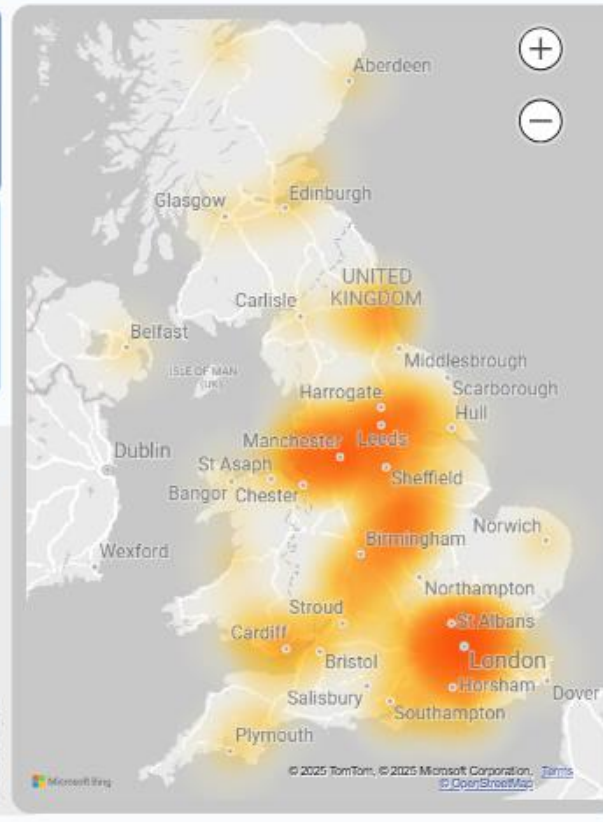 +
Aberdeen
−
Edinburgh
Glasgow
UNITED
KINGDOM
Carlisle
Belfast
ISLE OF MAN
(UK)
Middlesbrough
Scarborough
Harrogate
Hull
Manchester
Leeds
Dublin
St Asaph
Sheffield
Bangor
Chester
Norwich
Birmingham
Wexford
Northampton
Stroud
St Albans
Cardiff
London
Bristol
Horsham
Salisbury
Dover
Southampton
Plymouth
© 2025 TomTom, © 2025 Microsoft Corporation, Terms
© OpenStreetMap
Microsoft Bing